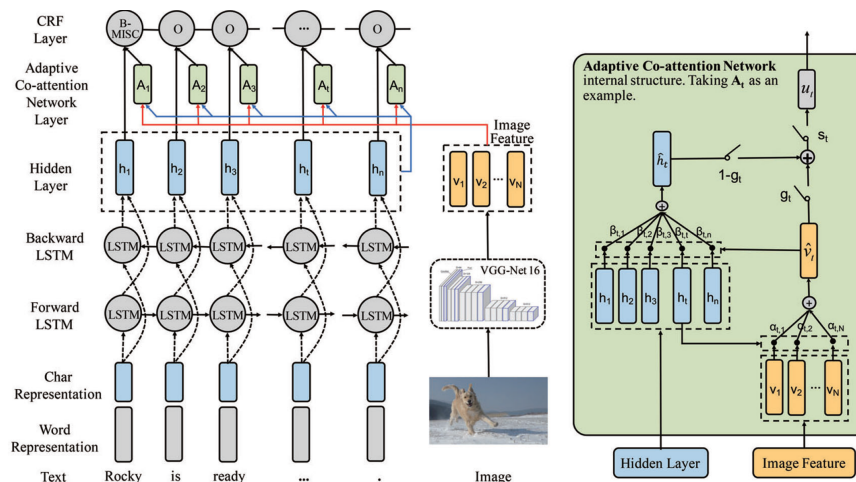 CRF
Layer
B-
MISC
O
O
...
O
Adaptive
Co-attention
Network
Layer
A1
A2
A3
At
An
Image
Feature
Hidden
Layer
h1
h2
h3
ht
hn
v1
v2
...
vN
Backward
LSTM
LSTM
LSTM
LSTM
LSTM
LSTM
VGG-Net 16
Forward
LSTM
LSTM
LSTM
LSTM
LSTM
LSTM
Char
Representation
Word
Representation
Text
Rocky
is
ready
...
.
Image
Adaptive Co-attention Network
internal structure. Taking At as an
example.
ut
st
ĥt
1-gt
gt
βt,1
βt,2
βt,3
βt,t
βt,n
v̂t
h1
h2
h3
ht
hn
αt,1
αt,2
αt,N
v1
v2
...
vN
Hidden Layer
Image Feature